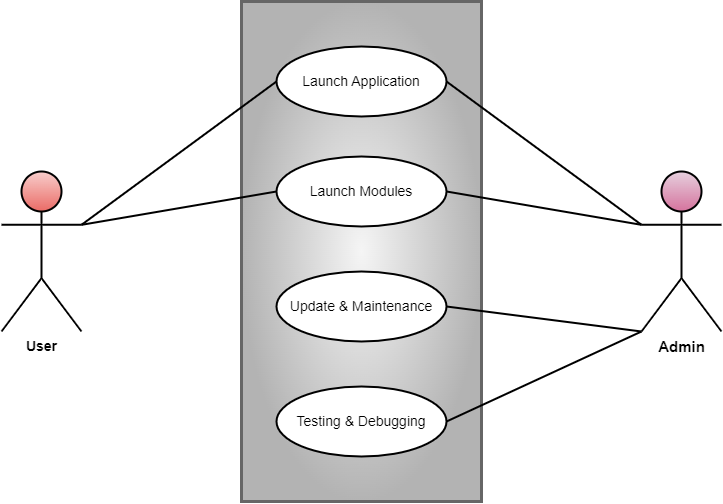 Launch Application
Launch Modules
Update & Maintenance
Testing & Debugging
User
Admin